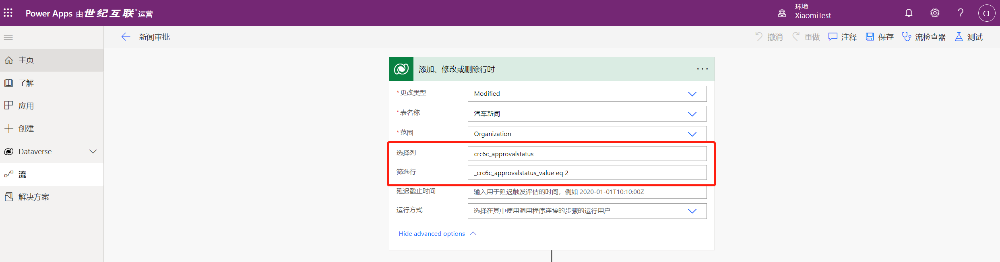 Power Apps 由世纪互联®运营
环境
XiaomiTest
CL
新闻审批
撤消
重做
注释
保存
流检查器
测试
主页
了解
应用
创建
Dataverse
流
解决方案
添加、修改或删除行时
*更改类型
Modified
*表名称
汽车新闻
*范围
Organization
选择列
crc6c_approvalstatus
筛选行
_crc6c_approvalstatus_value eq 2
延迟截止时间
输入用于延迟触发评估的时间，例如 2020-01-01T10:10:00Z
运行方式
选择在其中使用调用程序连接的步骤的运行用户
Hide advanced options